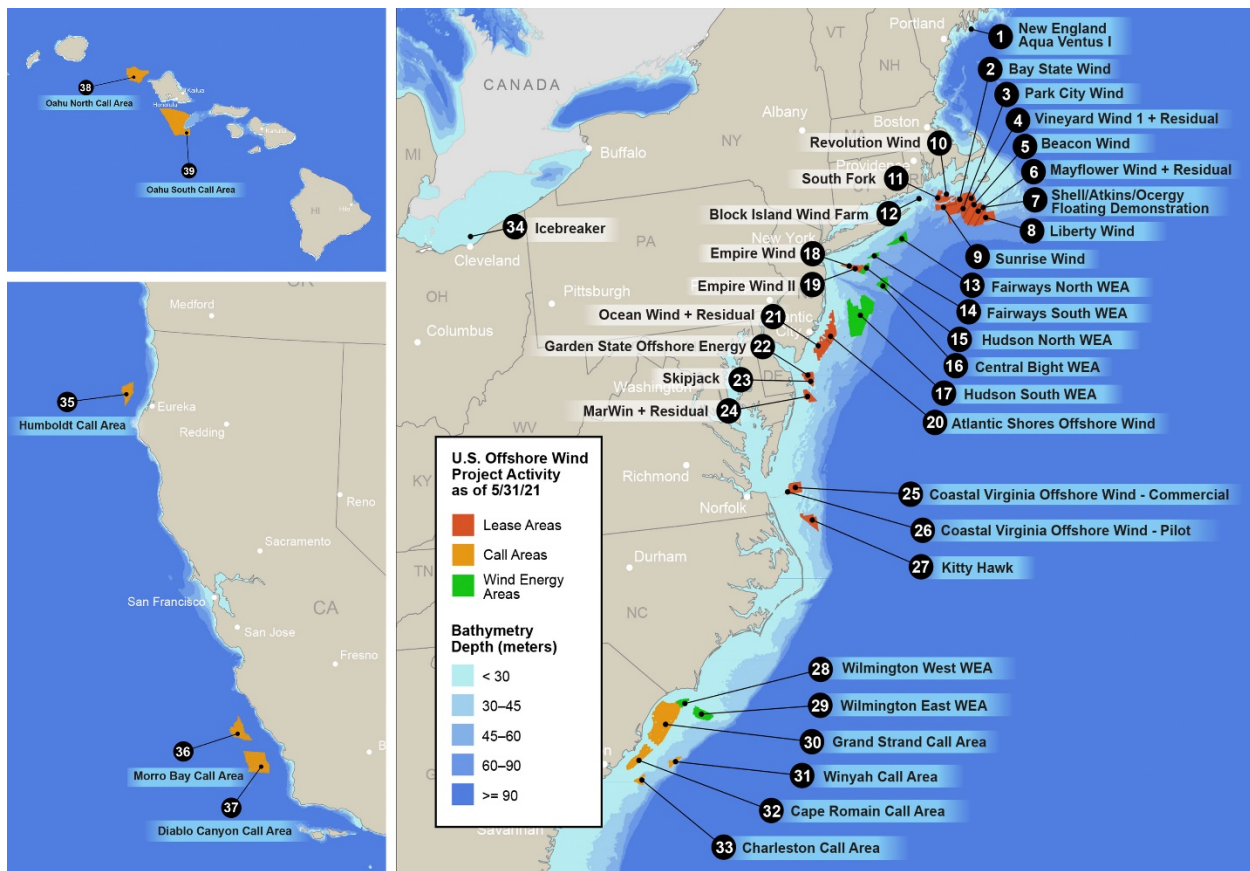 38
Oahu North Call Area
Kailua
Honolulu
Kahului
39
Oahu South Call Area
HI
Hilo
Medford
35
Eureka
Humboldt Call Area
Redding
Reno
Sacramento
San Francisco
CA
San Jose
Fresno
36
Morro Bay Call Area
37
Diablo Canyon Call Area
CANADA
VT
NH
Portland
MI
NY
Albany
Boston
MA
Buffalo
Providence
CT
RI
PA
New York
Cleveland
OH
Pittsburgh
Columbus
City
DE
Washington
WV
KY
Richmond
Norfolk
TN
Durham
NC
Savannah
1 New England
Aqua Ventus I
2 Bay State Wind
3 Park City Wind
4 Vineyard Wind 1 + Residual
5 Beacon Wind
6 Mayflower Wind + Residual
7 Shell/Atkins/Ocergy
Floating Demonstration
8 Liberty Wind
9 Sunrise Wind
Revolution Wind 10
South Fork 11
Block Island Wind Farm 12
13 Fairways North WEA
14 Fairways South WEA
15 Hudson North WEA
16 Central Bight WEA
17 Hudson South WEA
Empire Wind 18
Empire Wind II 19
20 Atlantic Shores Offshore Wind
Ocean Wind + Residual 21
Garden State Offshore Energy 22
Skipjack 23
MarWin + Residual 24
25 Coastal Virginia Offshore Wind - Commercial
26 Coastal Virginia Offshore Wind - Pilot
27 Kitty Hawk
28 Wilmington West WEA
29 Wilmington East WEA
30 Grand Strand Call Area
31 Winyah Call Area
32 Cape Romain Call Area
33 Charleston Call Area
34 Icebreaker
U.S. Offshore Wind
Project Activity
as of 5/31/21
Lease Areas
Call Areas
Wind Energy
Areas
Bathymetry
Depth (meters)
< 30
30–45
45–60
60–90
>= 90